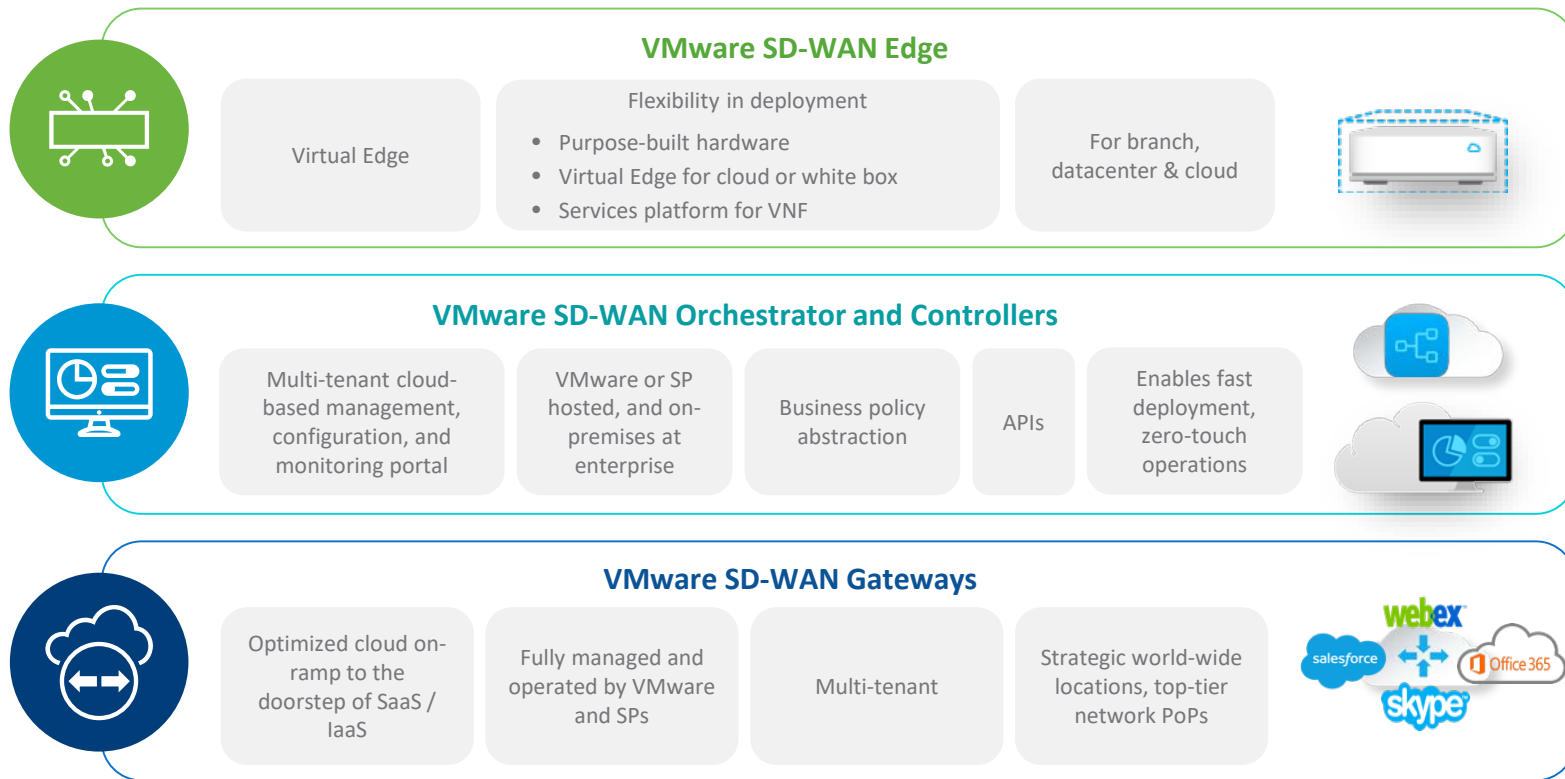 VMware SD-WAN Edge
Virtual Edge
Flexibility in deployment
• Purpose-built hardware
• Virtual Edge for cloud or white box
• Services platform for VNF
For branch,
datacenter & cloud
VMware SD-WAN Orchestrator and Controllers
Multi-tenant cloud-
based management,
configuration, and
monitoring portal
VMware or SP
hosted, and on-
premises at
enterprise
Business policy
abstraction
APIs
Enables fast
deployment,
zero-touch
operations
VMware SD-WAN Gateways
Optimized cloud on-
ramp to the
doorstep of SaaS /
IaaS
Fully managed and
operated by VMware
and SPs
Multi-tenant
Strategic world-wide
locations, top-tier
network PoPs
webex
salesforce
Office 365
skype